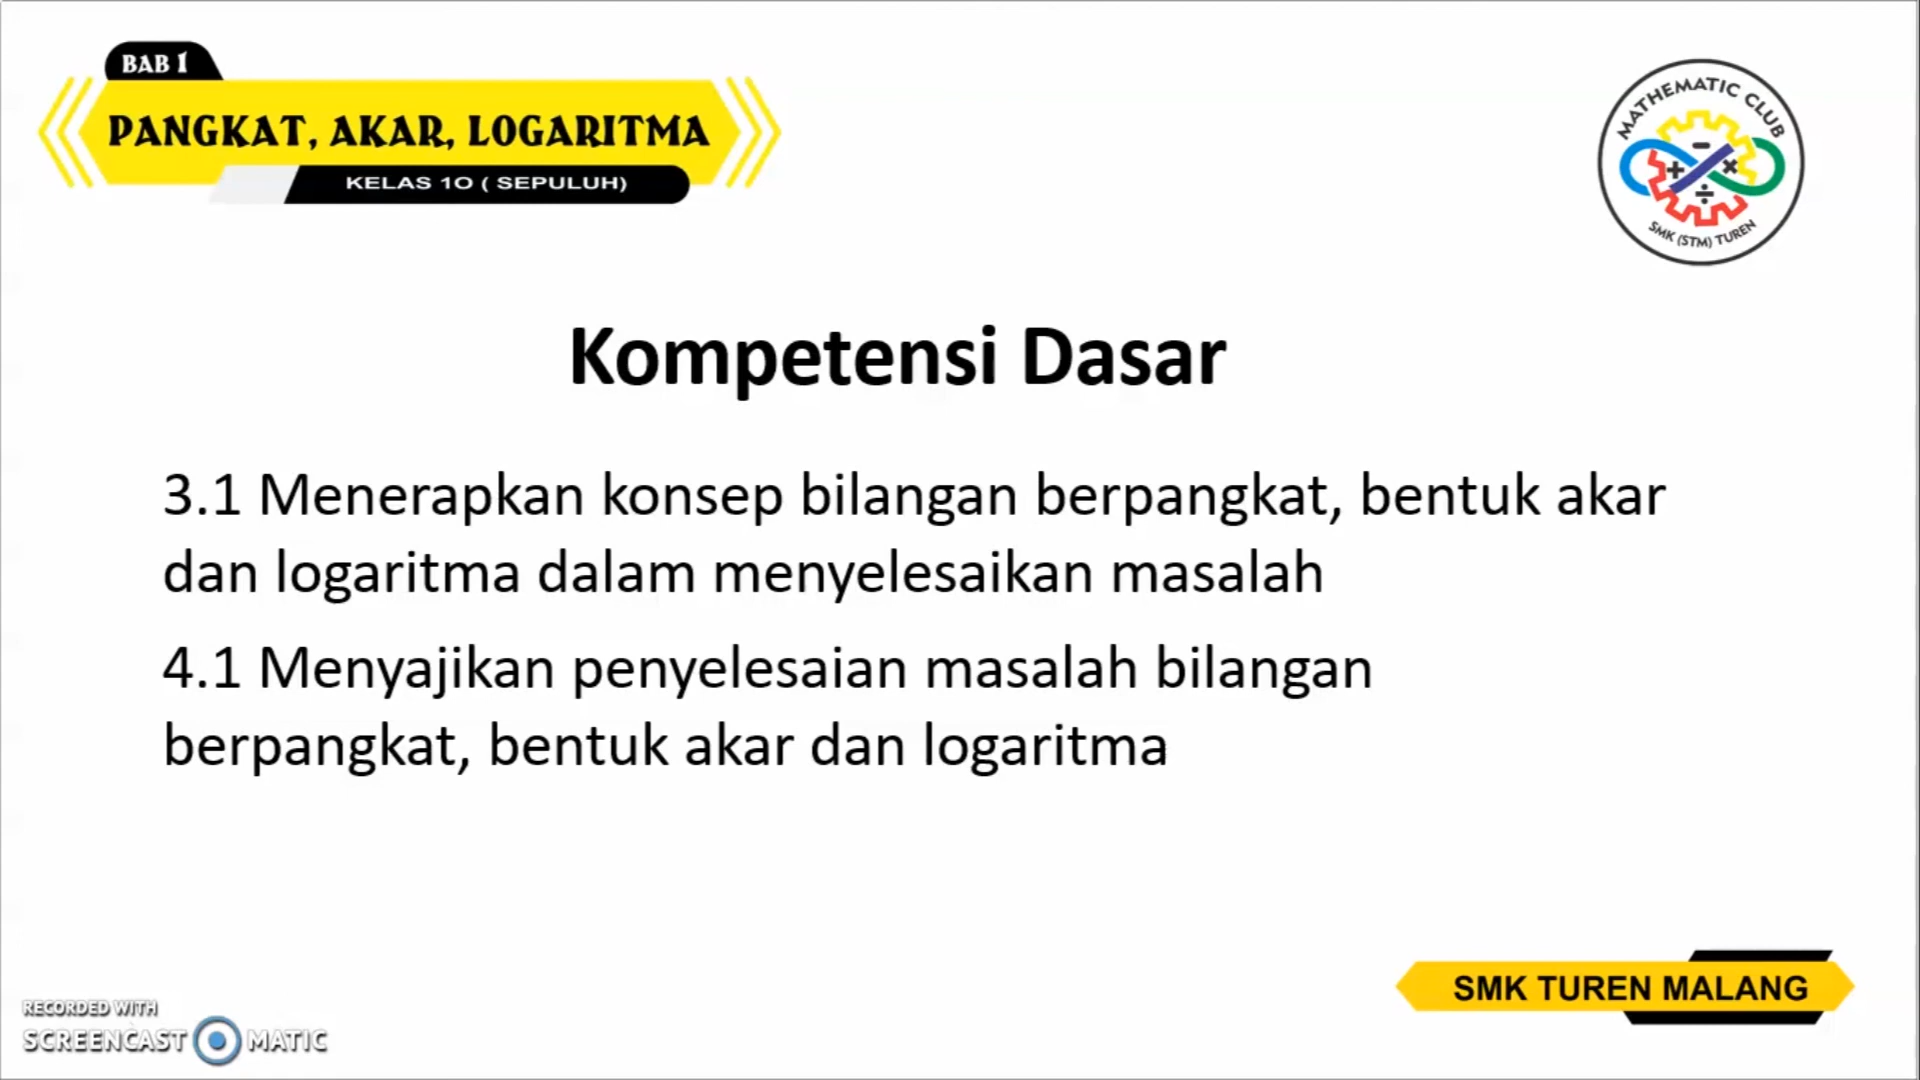 BAB 1
PANGKAT, AKAR, LOGARITMA
KELAS 10 ( SEPULUH)
MATHEMATIC CLUB
SMK (STM) TUREN
Kompetensi Dasar
3.1 Menerapkan konsep bilangan berpangkat, bentuk akar
dan logaritma dalam menyelesaikan masalah
4.1 Menyajikan penyelesaian masalah bilangan
berpangkat, bentuk akar dan logaritma
SMK TUREN MALANG
RECORDED WITH
SCREENCAST MATIC